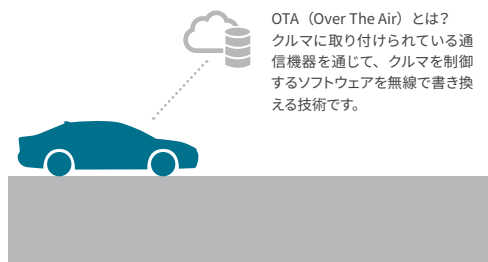 OTA（Over The Air）とは？
クルマに取り付けられている通
信機器を通じて、クルマを制御
するソフトウェアを無線で書き換
える技術です。